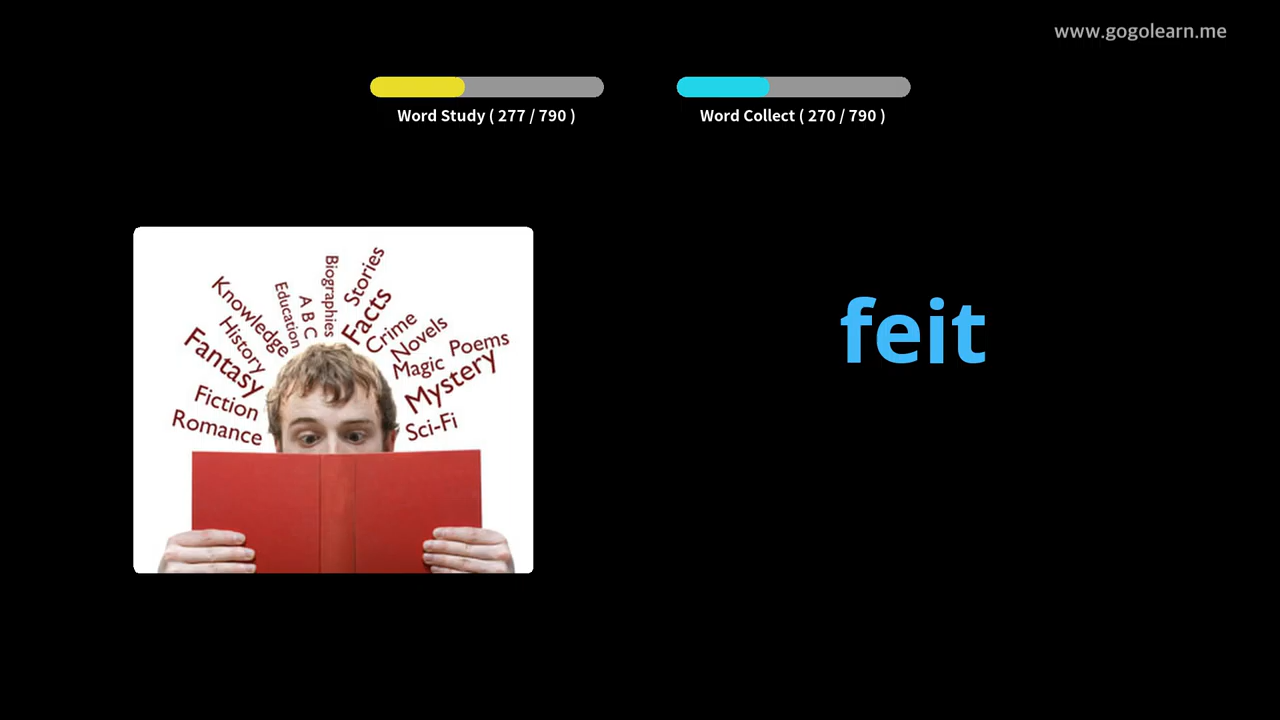 www.gogolearn.me
Word Study ( 277 / 790 )
Word Collect ( 270 / 790 )
feit
Biographies
Stories
Education
A B C
Facts
Knowledge
Crime
History
Novels
Poems
Fantasy
Magic
Mystery
Fiction
Romance
Sci-Fi